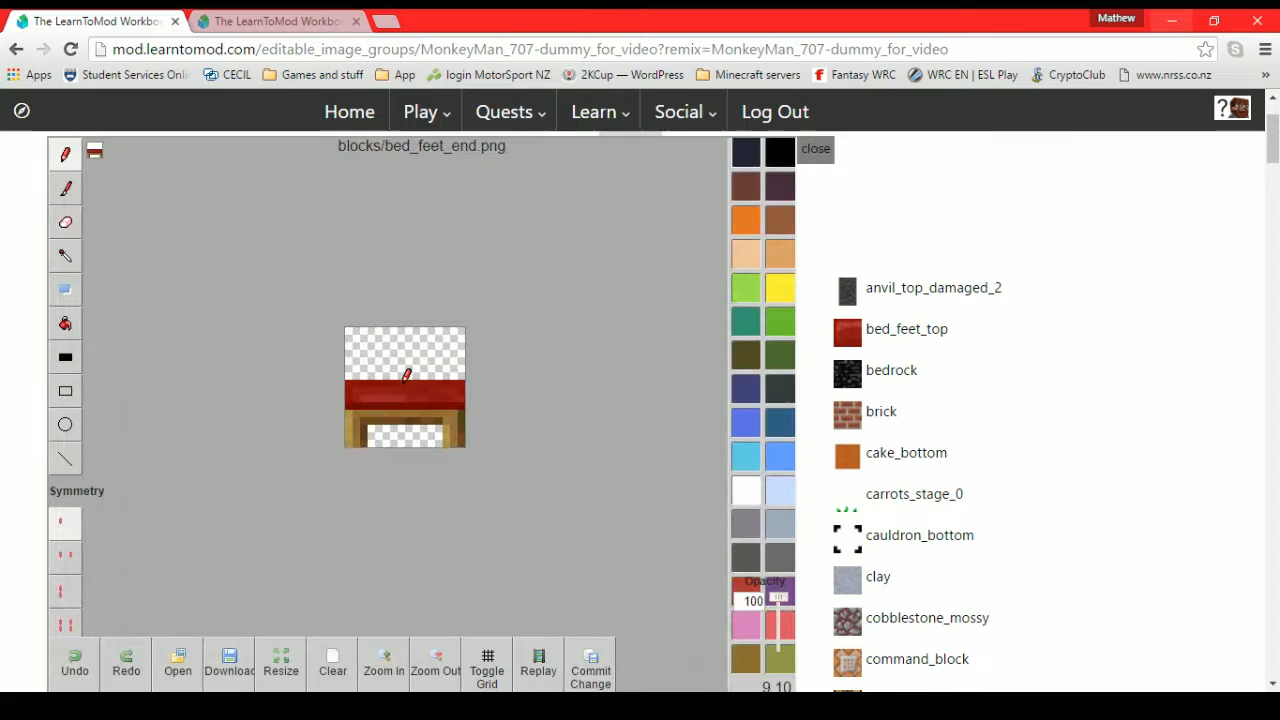 The LearnToMod Workbo
The LearnToMod Workbo
Mathew
mod.learntomod.com/editable_image_groups/MonkeyMan_707-dummy_for_video?remix=MonkeyMan_707-dummy_for_video
Apps Student Services Onli CECIL Games and stuff App login MotorSport NZ 2KCup — WordPress Minecraft servers Fantasy WRC WRC EN | ESL Play CryptoClub www.nrss.co.nz »
Home Play Quests Learn Social Log Out
blocks/bed_feet_end.png
close
anvil_top_damaged_2
bed_feet_top
bedrock
brick
cake_bottom
carrots_stage_0
cauldron_bottom
clay
cobblestone_mossy
command_block
Symmetry
Opacity
100
Undo Redo Open Download Resize Clear Zoom In Zoom Out Toggle Grid Replay Commit Change
9,10